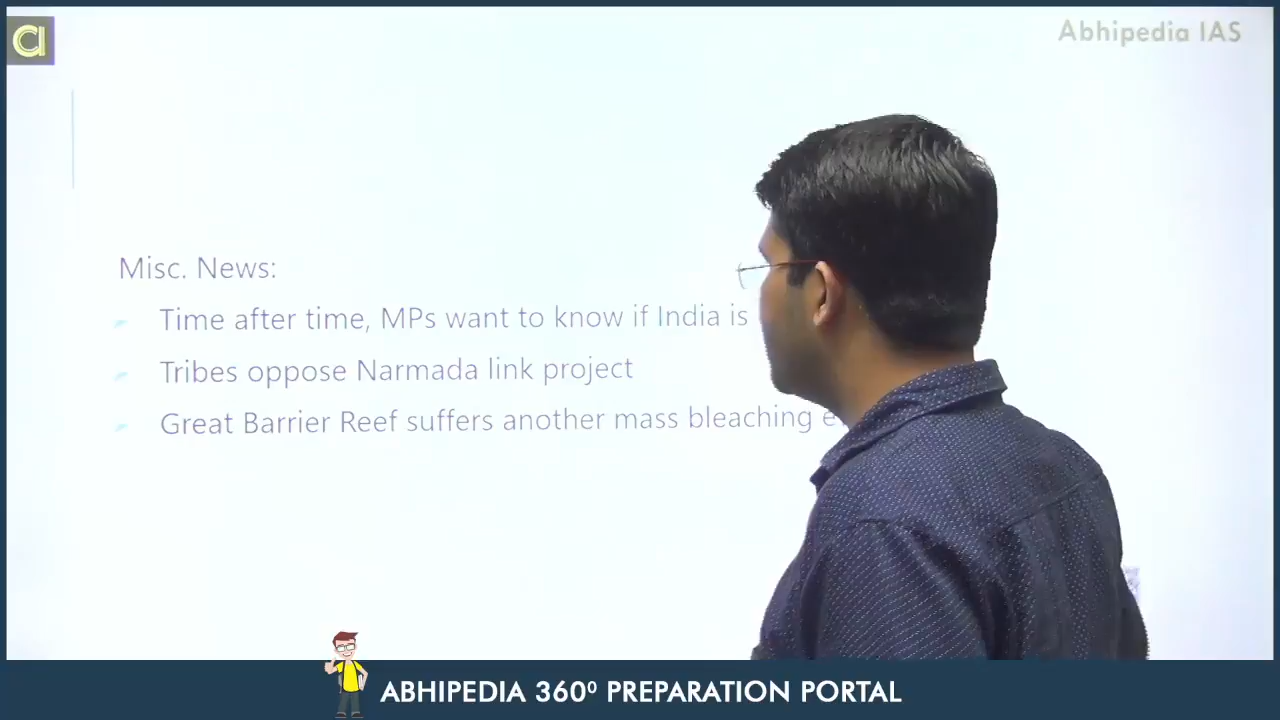 Abhipedia IAS
Misc. News:
Time after time, MPs want to know if India is
Tribes oppose Narmada link project
Great Barrier Reef suffers another mass bleaching
ABHIPEDIA 360⁰ PREPARATION PORTAL